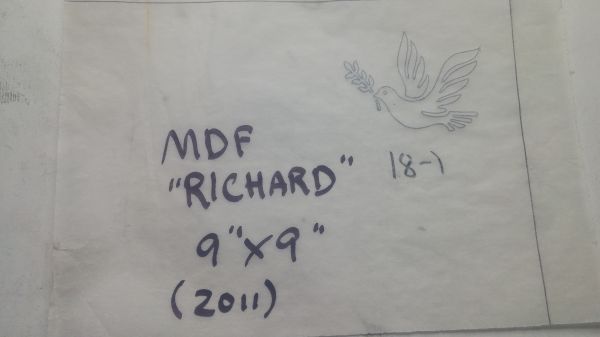 MDF
"RICHARD"
18-1
9"x9"
(2011)